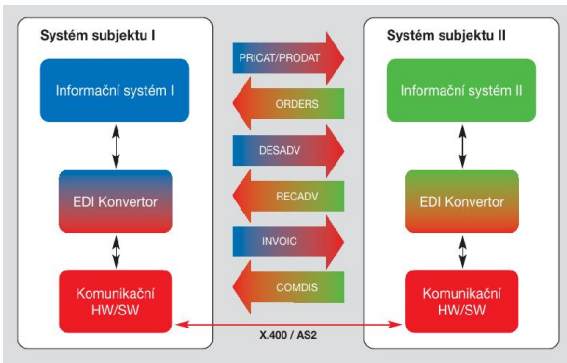 Systém subjektu I
Informační systém I
EDI Konvertor
Komunikační
HW/SW
PRICAT/PRODAT
ORDERS
DESADV
RECADV
INVOIC
COMDIS
X.400 / AS2
Systém subjektu II
Informační systém II
EDI Konvertor
Komunikační
HW/SW